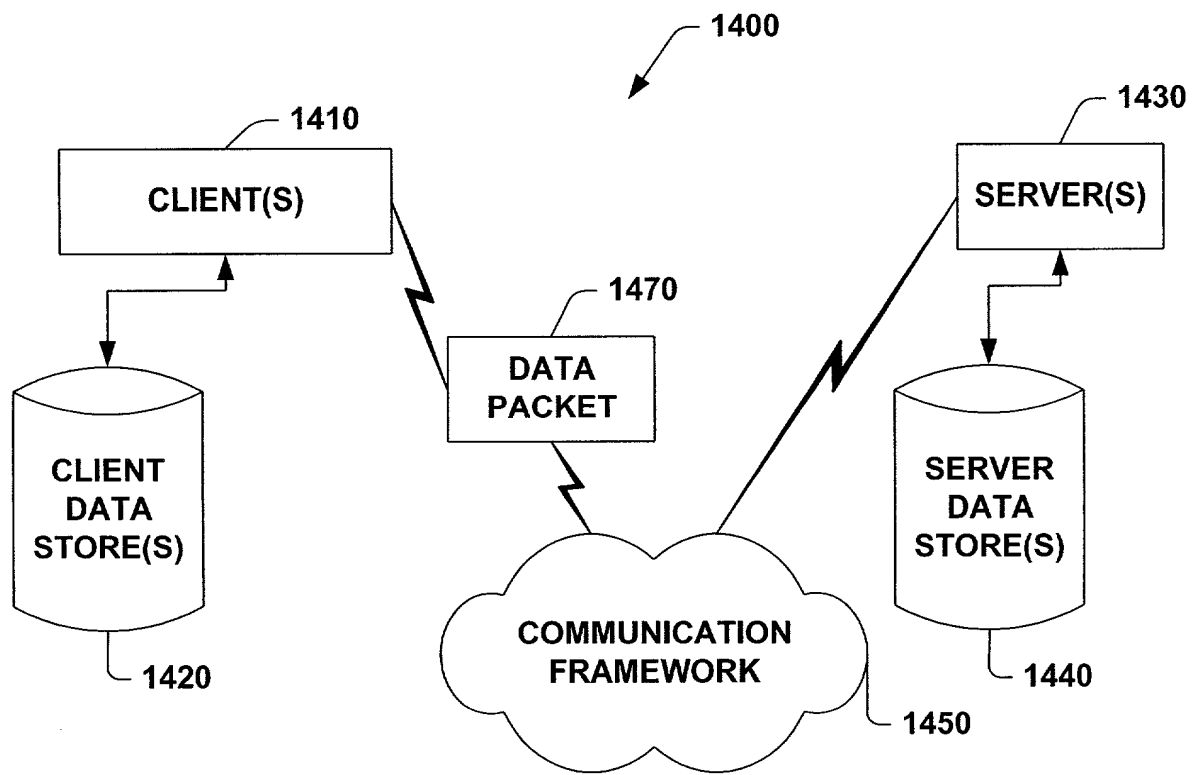 1400
1410
1430
CLIENT(S)
SERVER(S)
1470
DATA
PACKET
CLIENT
DATA
STORE(S)
SERVER
DATA
STORE(S)
COMMUNICATION
FRAMEWORK
1420
1440
1450